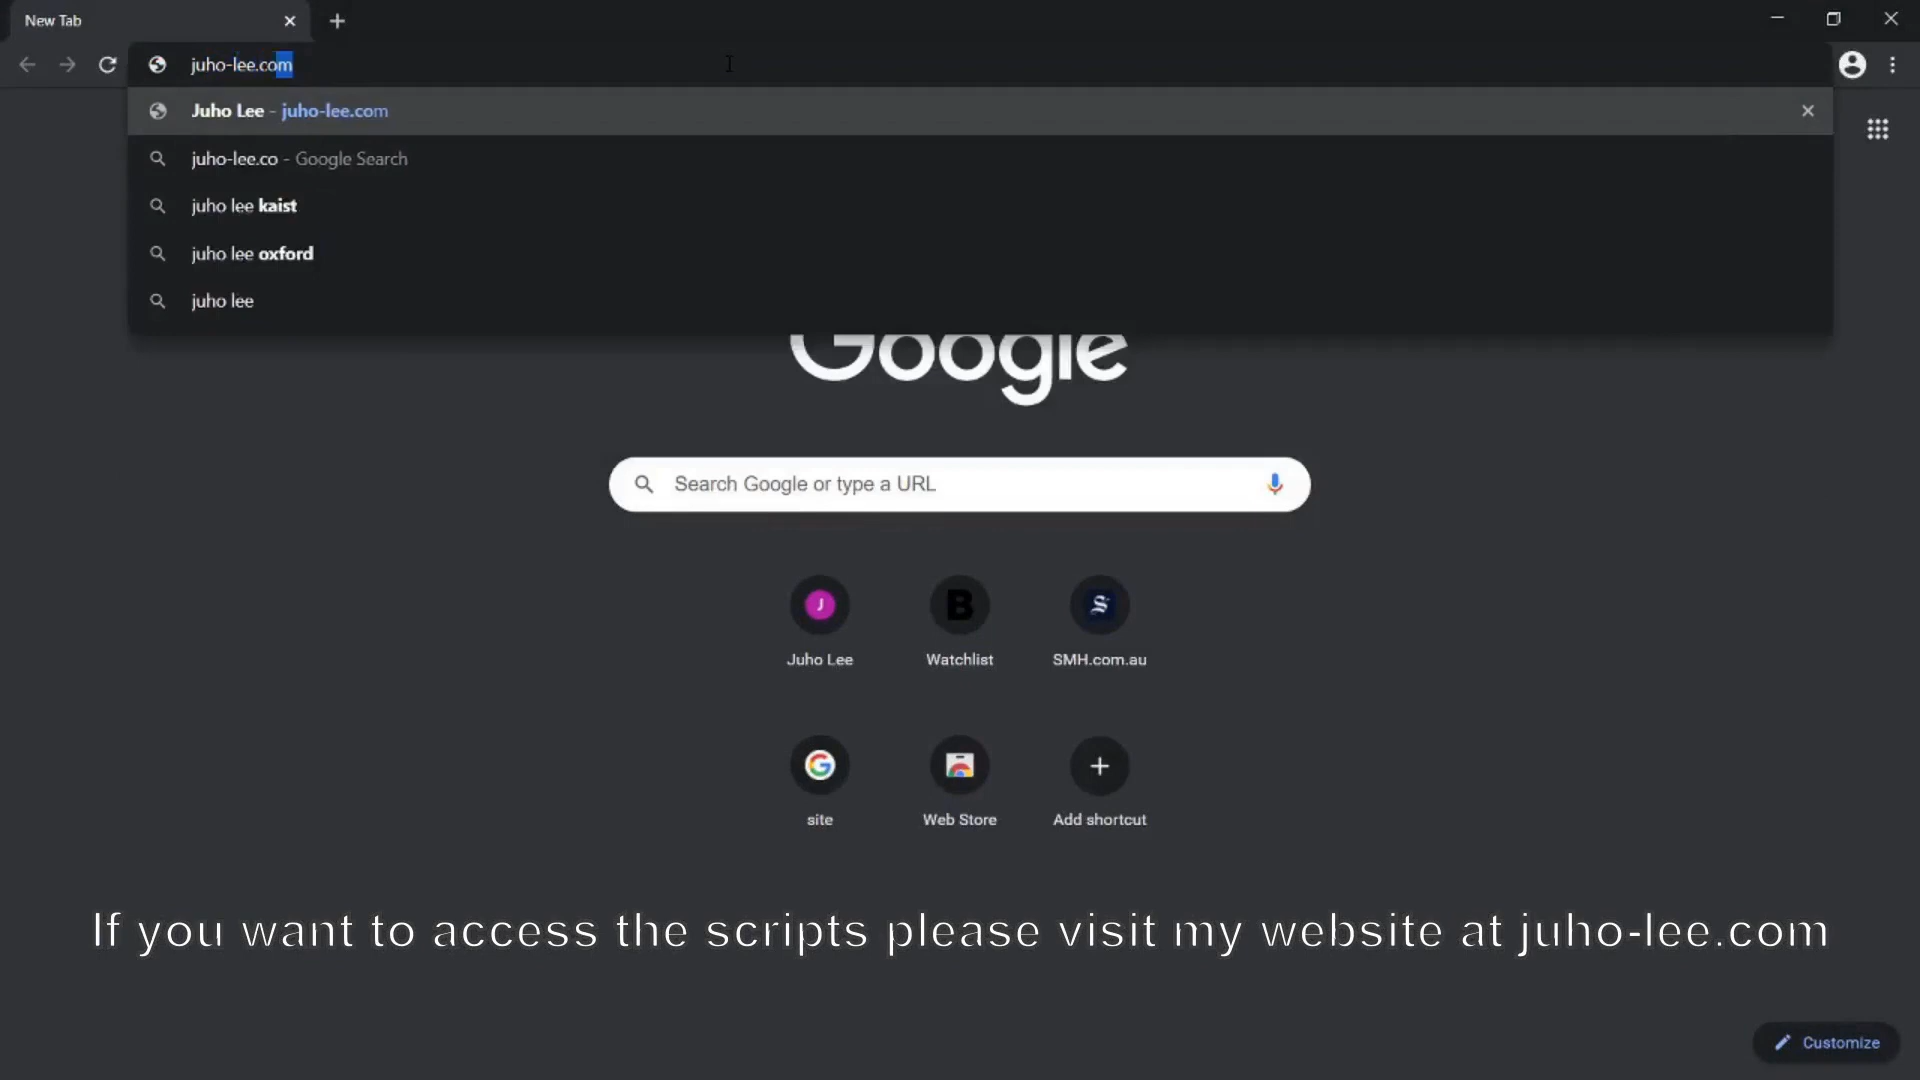 New Tab
juho-lee.com
Juho Lee - juho-lee.com
juho-lee.co - Google Search
juho lee kaist
juho lee oxford
juho lee
Google
Search Google or type a URL
J
B
S
Juho Lee
Watchlist
SMH.com.au
G
site
Web Store
Add shortcut
If you want to access the scripts please visit my website at juho-lee.com
Customize